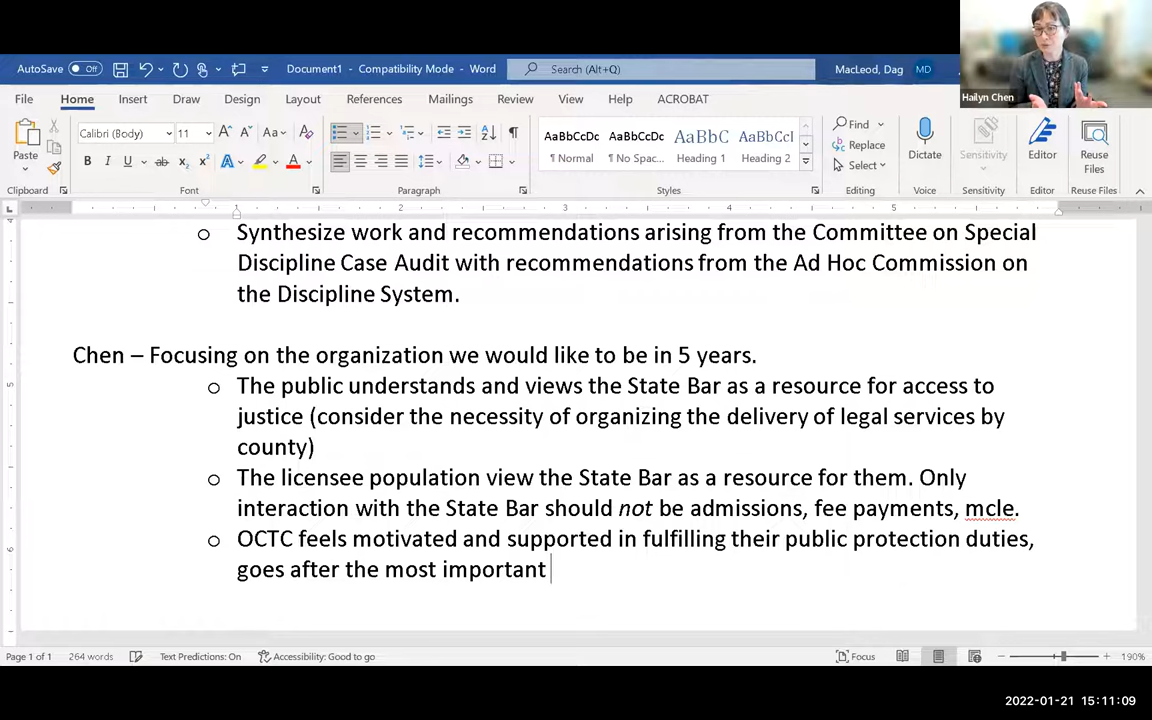 AutoSave Off Document1 - Compatibility Mode - Word Search (Alt+Q) MacLeod, Dag MD
Hailyn Chen
File Home Insert Draw Design Layout References Mailings Review View Help ACROBAT
Paste Calibri (Body) 11 Aa AaBbCcDc AaBbCcDc AaBbC AaBbCcI Find Replace Select Dictate Sensitivity Editor Reuse Files
¶ Normal ¶ No Spac... Heading 1 Heading 2
Clipboard Font Paragraph Styles Editing Voice Sensitivity Editor Reuse Files
1 2 3 4 5
o Synthesize work and recommendations arising from the Committee on Special
Discipline Case Audit with recommendations from the Ad Hoc Commission on
the Discipline System.
Chen – Focusing on the organization we would like to be in 5 years.
o The public understands and views the State Bar as a resource for access to
justice (consider the necessity of organizing the delivery of legal services by
county)
o The licensee population view the State Bar as a resource for them. Only
interaction with the State Bar should not be admissions, fee payments, mcle.
o OCTC feels motivated and supported in fulfilling their public protection duties,
goes after the most important
Page 1 of 1 264 words Text Predictions: On Accessibility: Good to go Focus 190%
2022-01-21 15:11:09